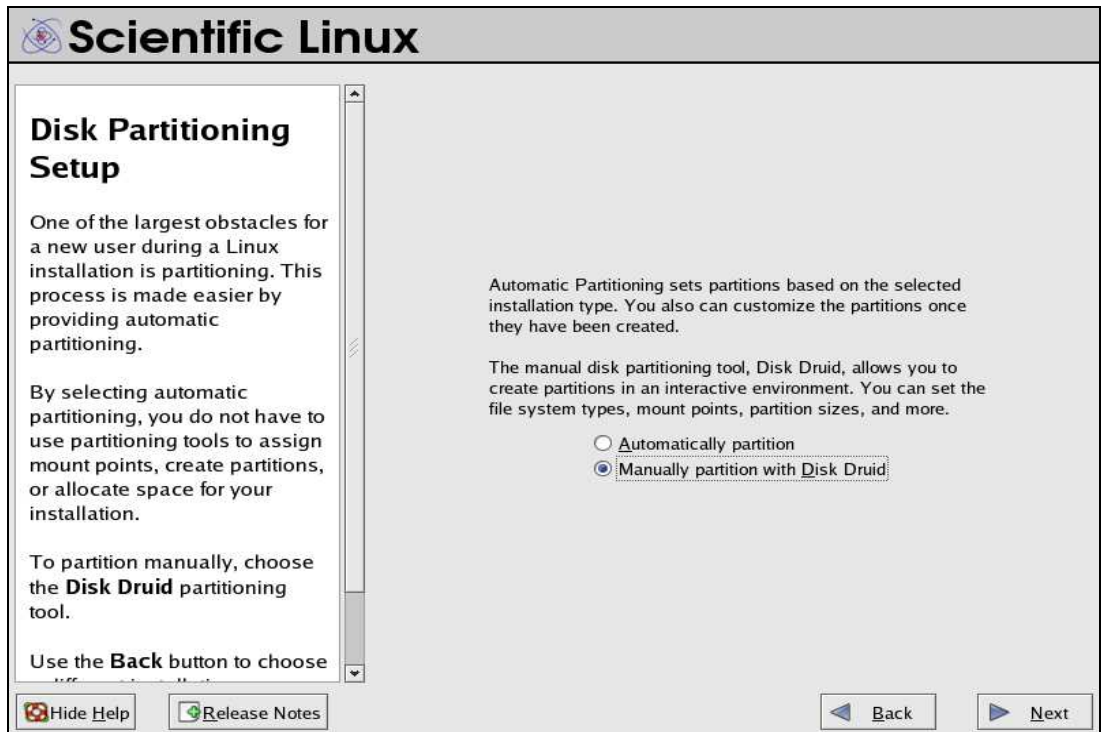 Scientific Linux
Disk Partitioning
Setup
One of the largest obstacles for
a new user during a Linux
installation is partitioning. This
process is made easier by
providing automatic
partitioning.
By selecting automatic
partitioning, you do not have to
use partitioning tools to assign
mount points, create partitions,
or allocate space for your
installation.
To partition manually, choose
the Disk Druid partitioning
tool.
Use the Back button to choose
Automatic Partitioning sets partitions based on the selected
installation type. You also can customize the partitions once
they have been created.
The manual disk partitioning tool, Disk Druid, allows you to
create partitions in an interactive environment. You can set the
file system types, mount points, partition sizes, and more.
Automatically partition
Manually partition with Disk Druid
Hide Help
Release Notes
Back
Next